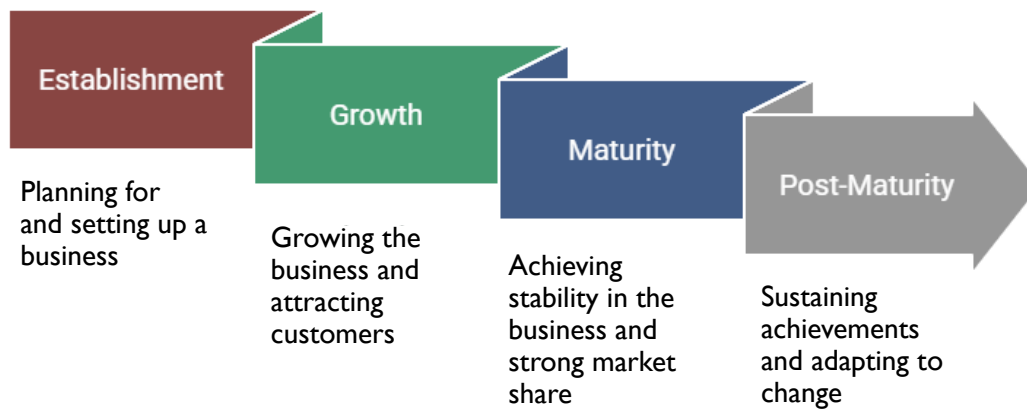 Establishment
Planning for
and setting up a
business
Growth
Growing the
business and
attracting
customers
Maturity
Achieving
stability in the
business and
strong market
share
Post-Maturity
Sustaining
achievements
and adapting to
change